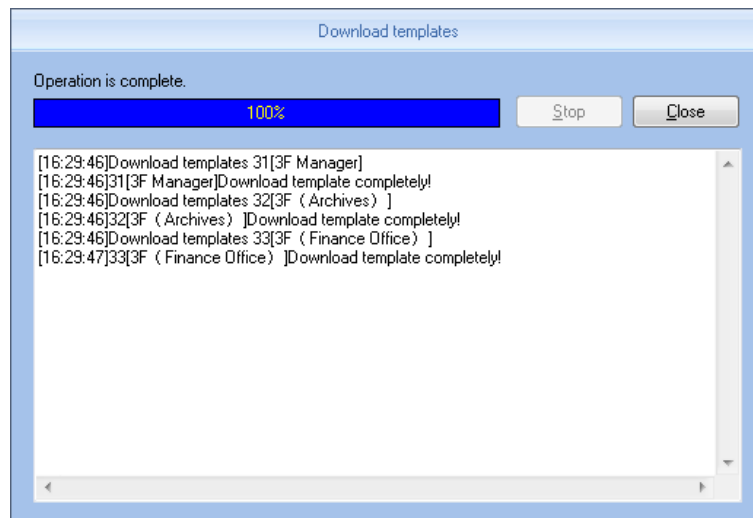 Download templates
Operation is complete.
100%
Stop
Close
[16:29:46]Download templates 31[3F Manager]
[16:29:46]31[3F Manager]Download template completely!
[16:29:46]Download templates 32[3F（Archives）]
[16:29:46]32[3F（Archives）]Download template completely!
[16:29:46]Download templates 33[3F（Finance Office）]
[16:29:47]33[3F（Finance Office）]Download template completely!